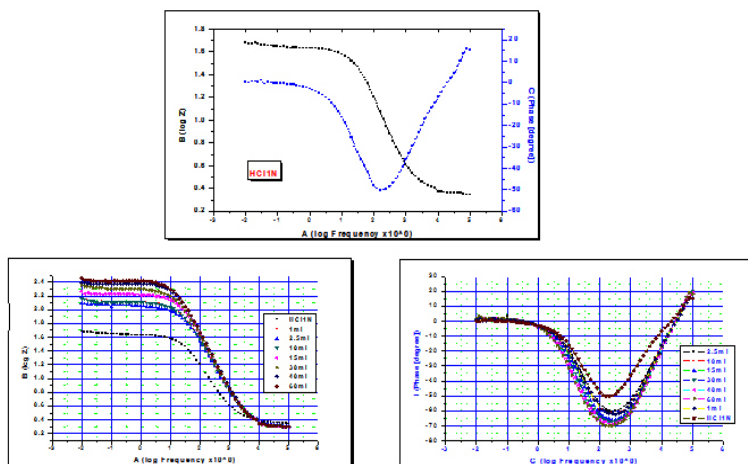 1.8
1.6
1.4
1.2
1.0
0.8
0.6
0.4
0.2
B (log Z)
20
10
0
-10
-20
-30
-40
-50
-60
C (Phase [degree])
HCl1N
-3 -2 -1 0 1 2 3 4 5 6
A (log Frequency x10^0)
2.4
2.2
2.0
1.8
1.6
1.4
1.2
1.0
0.8
0.6
0.4
0.2
B (log Z)
HCl1N
1ml
2.5ml
10ml
15ml
30ml
40ml
60ml
-3 -2 -1 0 1 2 3 4 5 6
A (log Frequency x10^0)
30
20
10
0
-10
-20
-30
-40
-50
-60
-70
-80
(Phase [degree])
2.5ml
10ml
15ml
30ml
40ml
60ml
1ml
HCl1N
-3 -2 -1 0 1 2 3 4 5 6
(log Frequency x10^0)